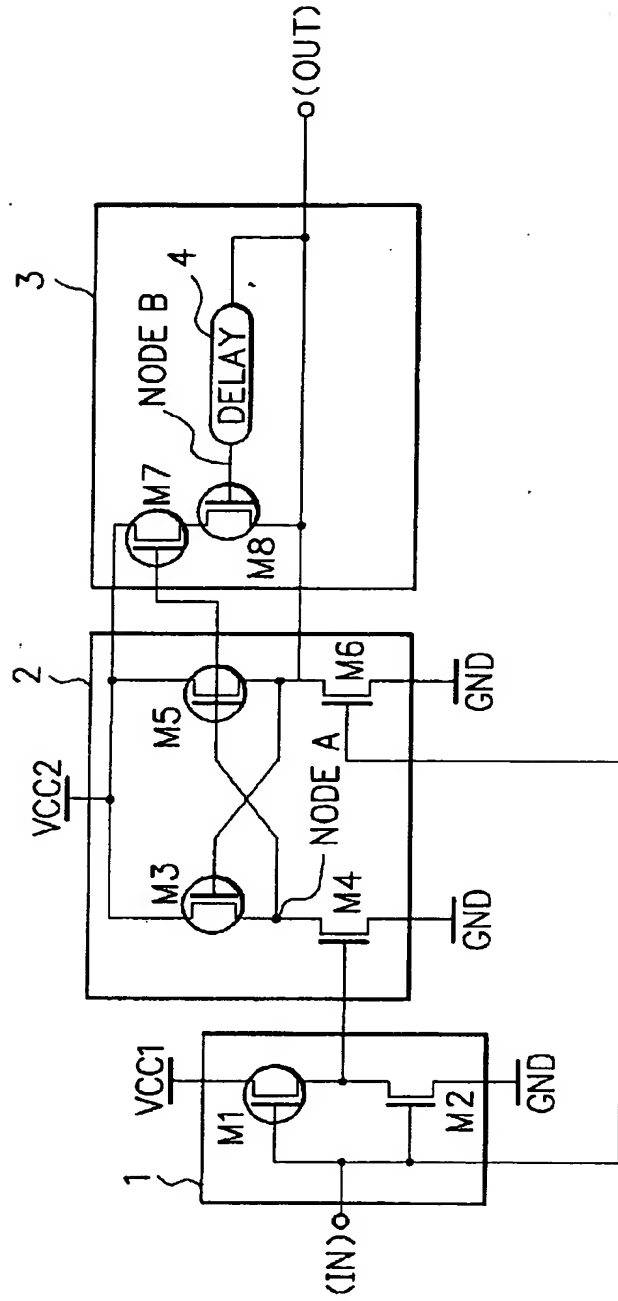 1
(IN)
VCC1
M1
M2
GND
2
VCC2
M3
M5
NODE A
M4
M6
GND
GND
3
M7
M8
NODE B
DELAY
4
(OUT)